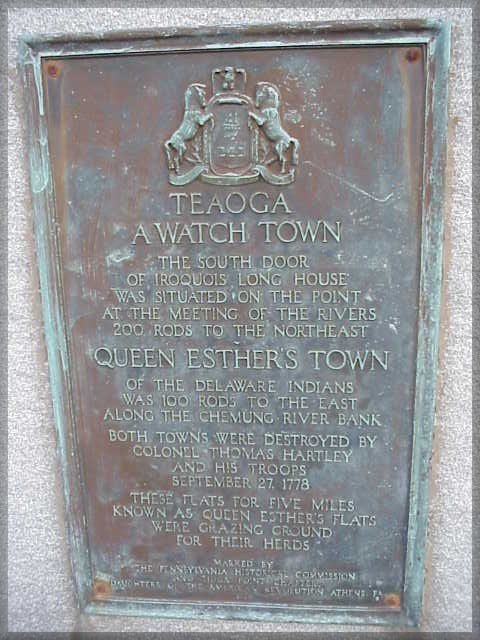 TEAOGA
A WATCH TOWN
THE SOUTH DOOR
OF IROQUOIS LONG HOUSE
WAS SITUATED ON THE POINT
AT THE MEETING OF THE RIVERS
200 RODS TO THE NORTHEAST
QUEEN ESTHER'S TOWN
OF THE DELAWARE INDIANS
WAS 100 RODS TO THE EAST
ALONG THE CHEMUNG RIVER BANK
BOTH TOWNS WERE DESTROYED BY
COLONEL THOMAS HARTLEY
AND HIS TROOPS
SEPTEMBER 27, 1778
THESE FLATS FOR FIVE MILES
KNOWN AS QUEEN ESTHER'S FLATS
WERE GRAZING GROUND
FOR THEIR HERDS
MARKED BY
THE PENNSYLVANIA HISTORICAL COMMISSION
AND TIOGA POINT CHAPTER
DAUGHTERS OF THE AMERICAN REVOLUTION ATHENS, PA.